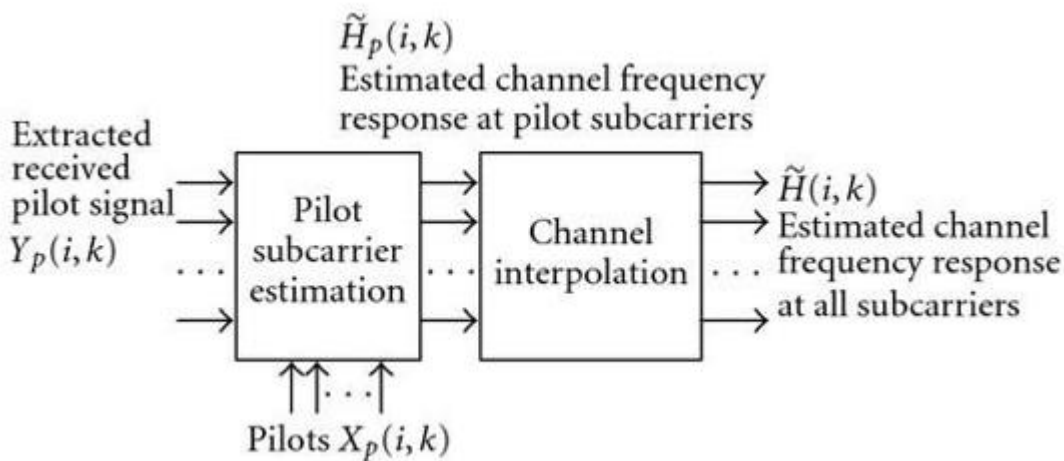 H̃ₚ(i, k)
Estimated channel frequency
response at pilot subcarriers
Extracted
received
pilot signal
Yₚ(i, k)
. . .
Pilot
subcarrier
estimation
. . .
Channel
interpolation
. . .
H̃(i, k)
Estimated channel
frequency response
at all subcarriers
. . .
Pilots Xₚ(i, k)